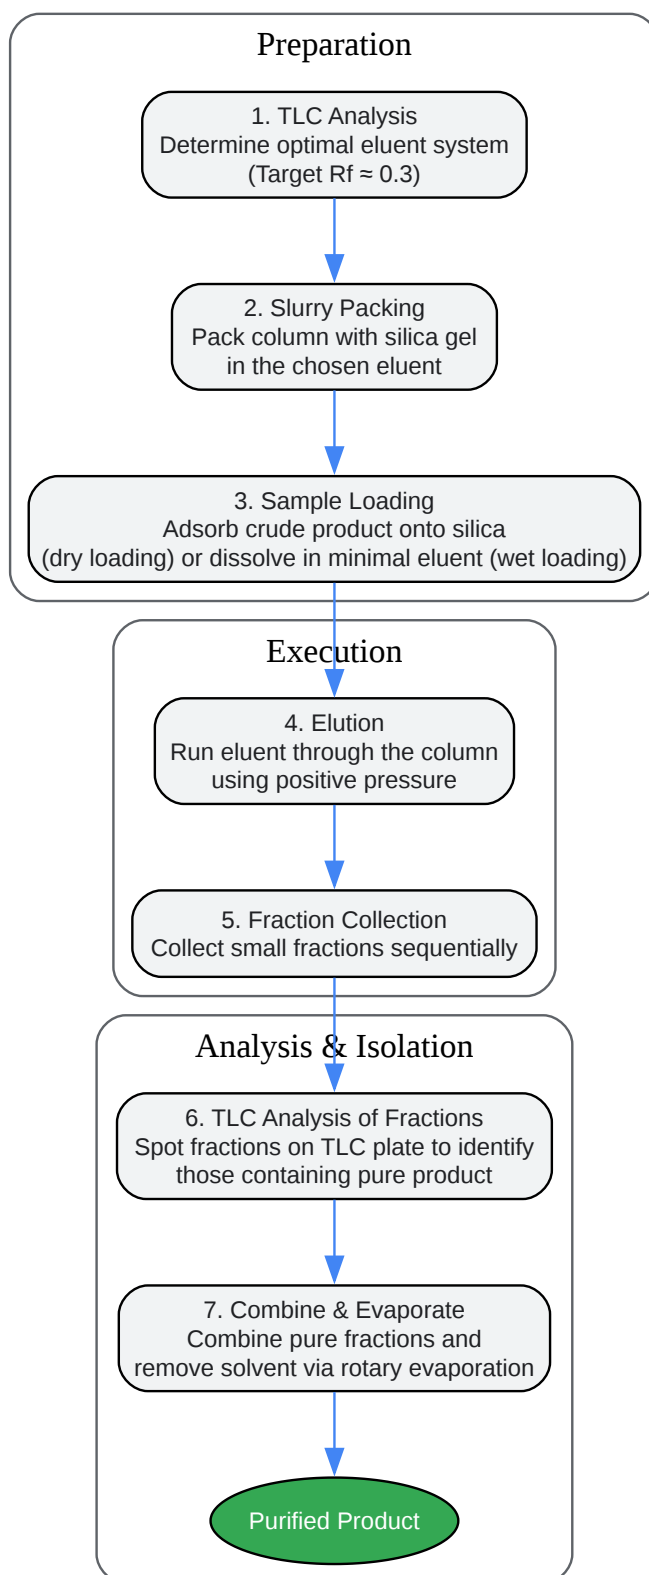 Preparation
1. TLC Analysis
Determine optimal eluent system
(Target Rf ≈ 0.3)
2. Slurry Packing
Pack column with silica gel
in the chosen eluent
3. Sample Loading
Adsorb crude product onto silica
(dry loading) or dissolve in minimal eluent (wet loading)
Execution
4. Elution
Run eluent through the column
using positive pressure
5. Fraction Collection
Collect small fractions sequentially
Analysis & Isolation
6. TLC Analysis of Fractions
Spot fractions on TLC plate to identify
those containing pure product
7. Combine & Evaporate
Combine pure fractions and
remove solvent via rotary evaporation
Purified Product